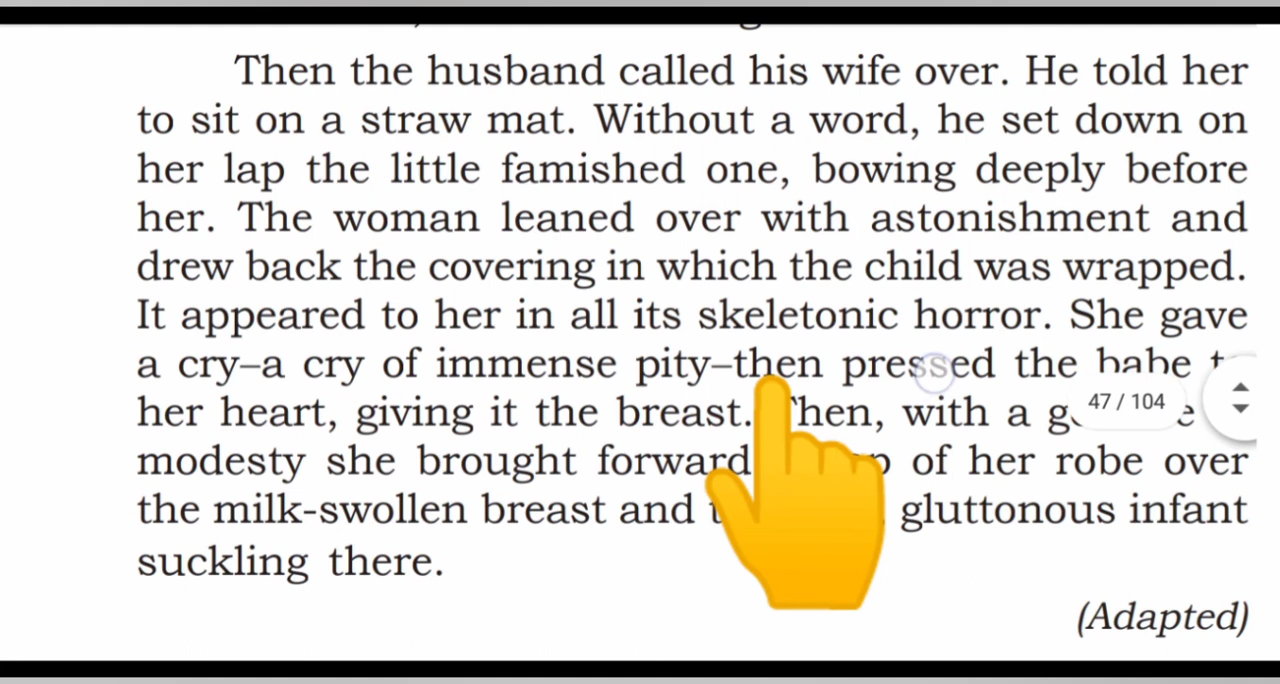 Then the husband called his wife over. He told her
to sit on a straw mat. Without a word, he set down on
her lap the little famished one, bowing deeply before
her. The woman leaned over with astonishment and
drew back the covering in which the child was wrapped.
It appeared to her in all its skeletonic horror. She gave
a cry–a cry of immense pity–then pressed the babe
her heart, giving it the breast. Then, with a
47 / 104
modesty she brought forward of her robe over
the milk-swollen breast and gluttonous infant
suckling there.
(Adapted)